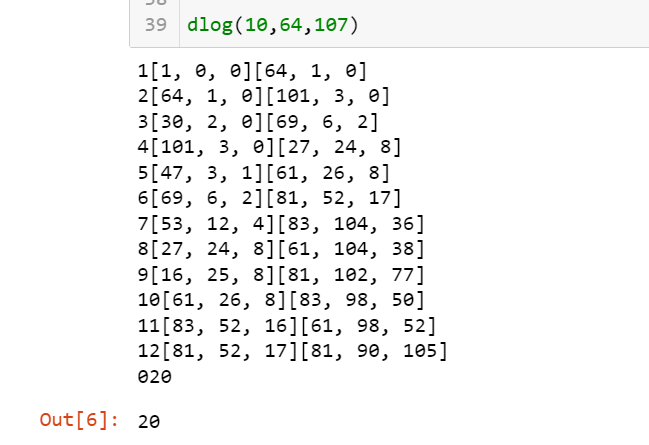 38
39 dlog(10,64,107)
1[1, 0, 0][64, 1, 0]
2[64, 1, 0][101, 3, 0]
3[30, 2, 0][69, 6, 2]
4[101, 3, 0][27, 24, 8]
5[47, 3, 1][61, 26, 8]
6[69, 6, 2][81, 52, 17]
7[53, 12, 4][83, 104, 36]
8[27, 24, 8][61, 104, 38]
9[16, 25, 8][81, 102, 77]
10[61, 26, 8][83, 98, 50]
11[83, 52, 16][61, 98, 52]
12[81, 52, 17][81, 90, 105]
020
Out[6]: 20